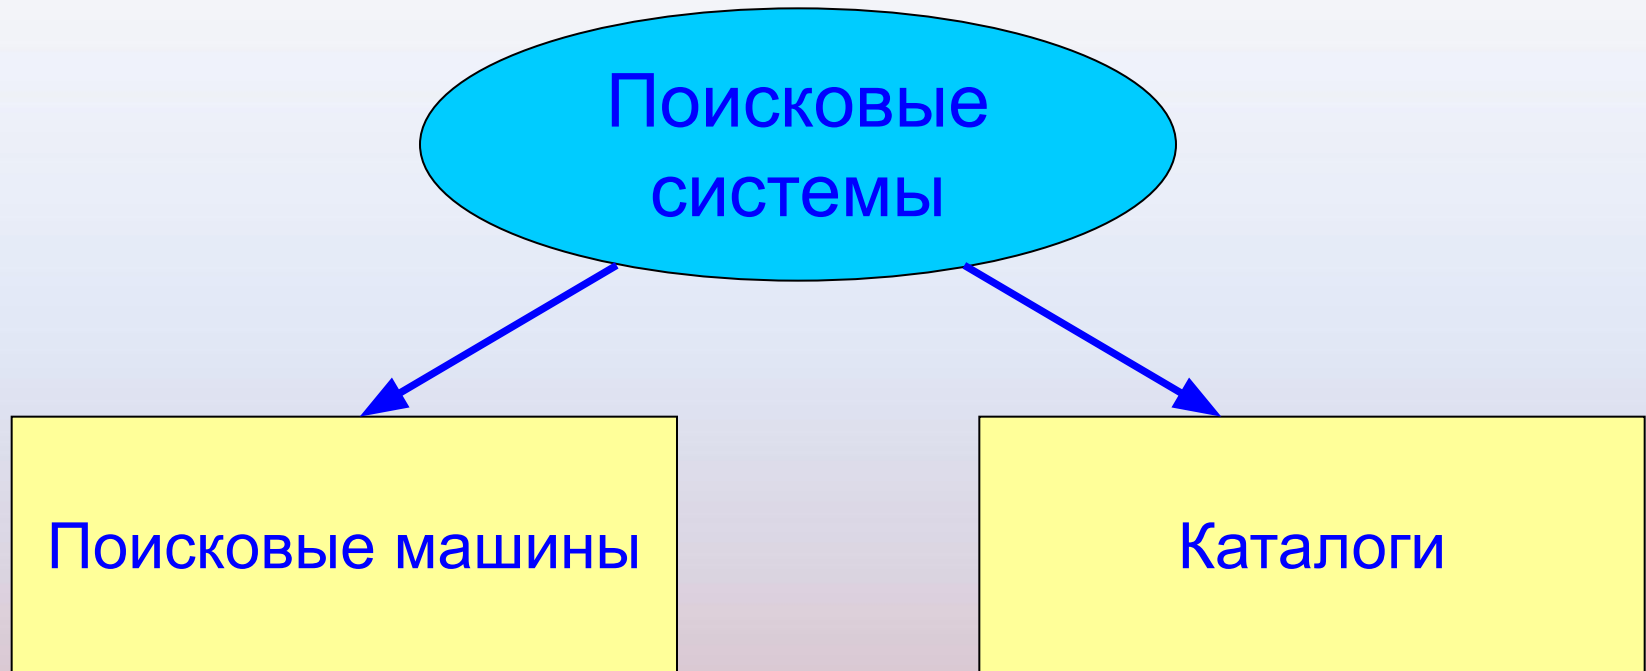 Поисковые
системы
Поисковые машины
Каталоги